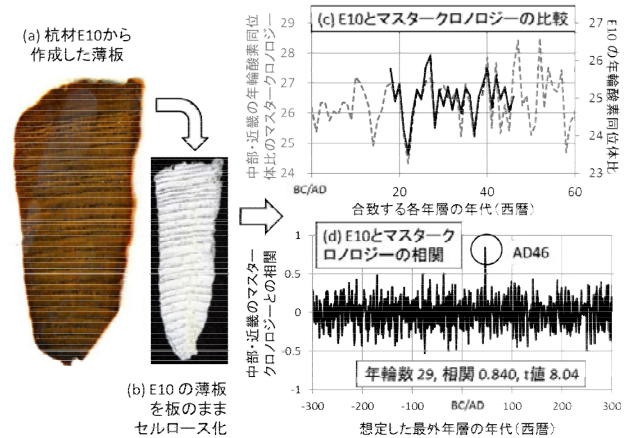 (a) 杭材E10から
作成した薄板
(b) E10 の薄板
を板のまま
セルロース化
(c) E10とマスタークロノロジーの比較
中部・近畿の年輪酸素同位
体比のマスタークロノロジー
29
28
27
26
25
24
E10 の年輪酸素同位体比
27
26
25
24
23
BC/AD
20
40
60
合致する各年層の年代(西暦)
(d) E10とマスターク
ロノロジーの相関
AD46
中部・近畿のマスター
クロノロジーとの相関
1
0.5
0
-0.5
-1
年輪数 29, 相関 0.840, t値 8.04
-300
-200
-100
BC/AD
100
200
300
想定した最外年層の年代(西暦)